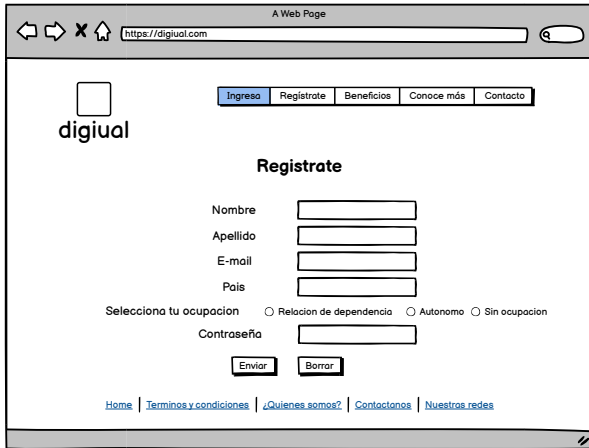 A Web Page
https://digiual.com
Ingresa Regístrate Beneficios Conoce más Contacto
digiual
Registrate
Nombre
Apellido
E-mail
Pais
Selecciona tu ocupacion Relacion de dependencia Autonomo Sin ocupacion
Contraseña
Enviar Borrar
Home Terminos y condiciones ¿Quienes somos? Contactanos Nuestras redes